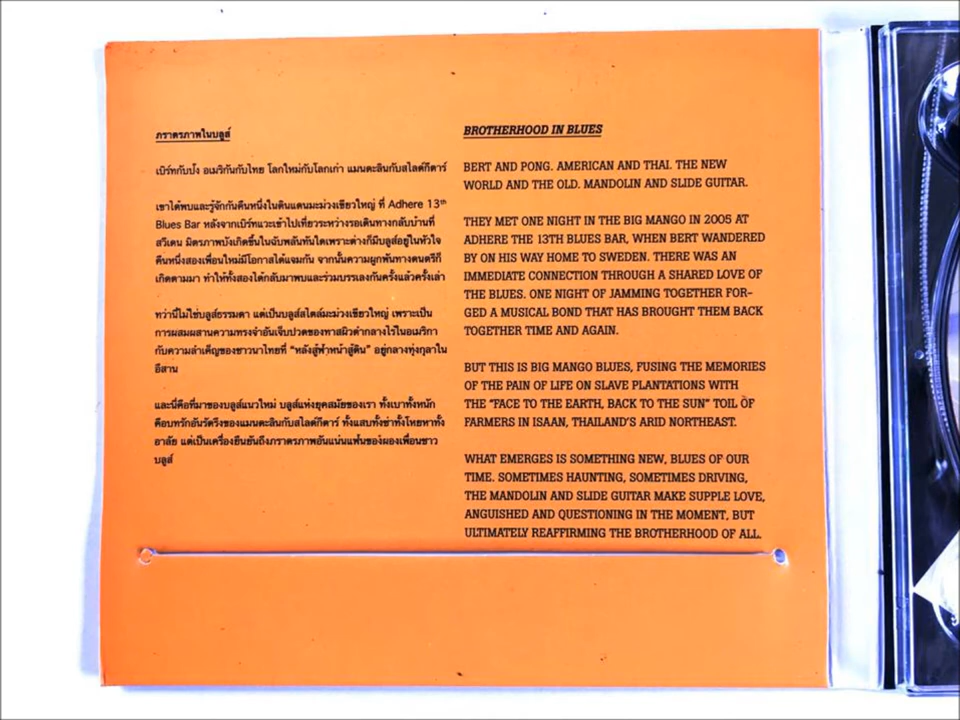 ภราดรภาพในบลูส์
เบิร์ทกับปง อเมริกันกับไทย โลกใหม่กับโลกเก่า แมนดะลินกับสไลด์กีตาร์
เขาได้พบและรู้จักกันคืนหนึ่งในดินแดนมะม่วงเขียวใหญ่ ที่ Adhere 13th
Blues Bar หลังจากเบิร์ทแวะเข้าไปเที่ยวระหว่างรอเดินทางกลับบ้านที่
สวีเดน มิตรภาพบังเกิดขึ้นในฉับพลันทันใดเพราะต่างก็มีบลูส์อยู่ในหัวใจ
คืนหนึ่งสองเพื่อนใหม่มีโอกาสได้แจมกัน จากนั้นความผูกพันทางดนตรีก็
เกิดตามมา ทำให้ทั้งสองได้กลับมาพบและร่วมบรรเลงกันครั้งแล้วครั้งเล่า
ทว่านี่ไม่ใช่บลูส์ธรรมดา แต่เป็นบลูส์สไตล์มะม่วงเขียวใหญ่ เพราะเป็น
การผสมผสานความทรงจำอันเจ็บปวดของทาสผิวดำกลางไร่ในอเมริกา
กับความลำเค็ญของชาวนาไทยที่ "หลังสู้ฟ้าหน้าสู้ดิน" อยู่กลางทุ่งกุลาใน
อีสาน
และนี่คือที่มาของบลูส์แนวใหม่ บลูส์แห่งยุคสมัยของเรา ทั้งเบาทั้งหนัก
คือบทรักอันรัดรึงของแมนดะลินกับสไลด์กีตาร์ ทั้งแสบทั้งซ่าทั้งโหยหาทั้ง
อาลัย แต่เป็นเครื่องยืนยันถึงภราดรภาพอันแน่นแฟ้นของผองเพื่อนชาว
บลูส์
BROTHERHOOD IN BLUES
BERT AND PONG. AMERICAN AND THAI. THE NEW
WORLD AND THE OLD. MANDOLIN AND SLIDE GUITAR.
THEY MET ONE NIGHT IN THE BIG MANGO IN 2005 AT
ADHERE THE 13TH BLUES BAR, WHEN BERT WANDERED
BY ON HIS WAY HOME TO SWEDEN. THERE WAS AN
IMMEDIATE CONNECTION THROUGH A SHARED LOVE OF
THE BLUES. ONE NIGHT OF JAMMING TOGETHER FOR-
GED A MUSICAL BOND THAT HAS BROUGHT THEM BACK
TOGETHER TIME AND AGAIN.
BUT THIS IS BIG MANGO BLUES, FUSING THE MEMORIES
OF THE PAIN OF LIFE ON SLAVE PLANTATIONS WITH
THE "FACE TO THE EARTH, BACK TO THE SUN" TOIL OF
FARMERS IN ISAAN, THAILAND'S ARID NORTHEAST.
WHAT EMERGES IS SOMETHING NEW, BLUES OF OUR
TIME. SOMETIMES HAUNTING, SOMETIMES DRIVING,
THE MANDOLIN AND SLIDE GUITAR MAKE SUPPLE LOVE,
ANGUISHED AND QUESTIONING IN THE MOMENT, BUT
ULTIMATELY REAFFIRMING THE BROTHERHOOD OF ALL.